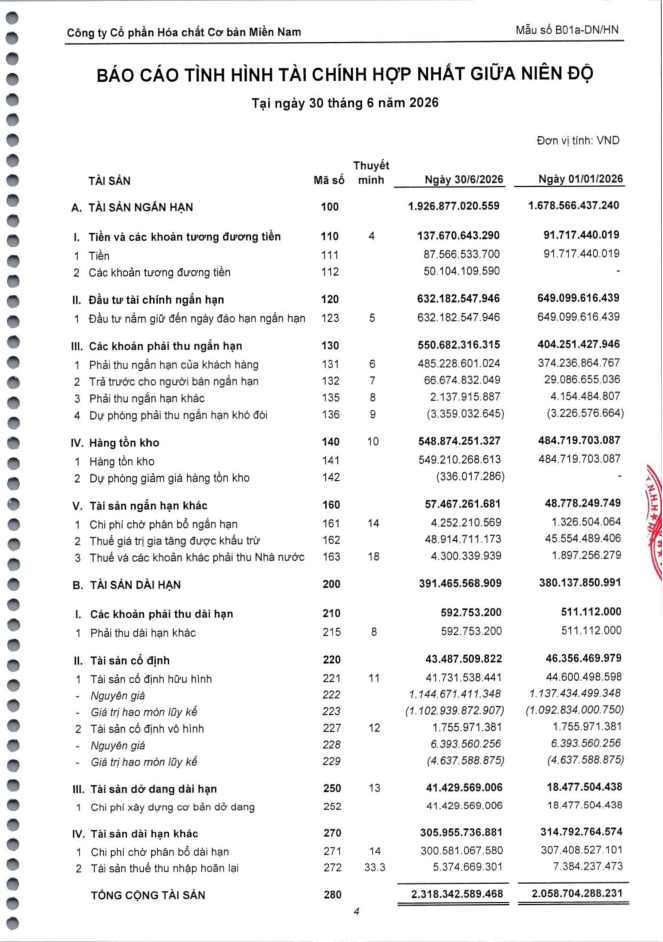 Công ty Cổ phần Hóa chất Cơ bản Miền Nam Mẫu số B01a-DN/HN
BÁO CÁO TÌNH HÌNH TÀI CHÍNH HỢP NHẤT GIỮA NIÊN ĐỘ
Tại ngày 30 tháng 6 năm 2026
Đơn vị tính: VND
TÀI SẢN Mã số Thuyết minh Ngày 30/6/2026 Ngày 01/01/2026
A. TÀI SẢN NGẮN HẠN 100 1.926.877.020.559 1.678.566.437.240
I. Tiền và các khoản tương đương tiền 110 4 137.670.643.290 91.717.440.019
1 Tiền 111 87.566.533.700 91.717.440.019
2 Các khoản tương đương tiền 112 50.104.109.590 -
II. Đầu tư tài chính ngắn hạn 120 632.182.547.946 649.099.616.439
1 Đầu tư nắm giữ đến ngày đáo hạn ngắn hạn 123 5 632.182.547.946 649.099.616.439
III. Các khoản phải thu ngắn hạn 130 550.682.316.315 404.251.427.946
1 Phải thu ngắn hạn của khách hàng 131 6 485.228.601.024 374.236.864.767
2 Trả trước cho người bán ngắn hạn 132 7 66.674.832.049 29.086.655.036
3 Phải thu ngắn hạn khác 135 8 2.137.915.887 4.154.484.807
4 Dự phòng phải thu ngắn hạn khó đòi 136 9 (3.359.032.645) (3.226.576.664)
IV. Hàng tồn kho 140 10 548.874.251.327 484.719.703.087
1 Hàng tồn kho 141 549.210.268.613 484.719.703.087
2 Dự phòng giảm giá hàng tồn kho 142 (336.017.286) -
V. Tài sản ngắn hạn khác 160 57.467.261.681 48.778.249.749
1 Chi phí chờ phân bổ ngắn hạn 161 14 4.252.210.569 1.326.504.064
2 Thuế giá trị gia tăng được khấu trừ 162 48.914.711.173 45.554.489.406
3 Thuế và các khoản khác phải thu Nhà nước 163 18 4.300.339.939 1.897.256.279
B. TÀI SẢN DÀI HẠN 200 391.465.568.909 380.137.850.991
I. Các khoản phải thu dài hạn 210 592.753.200 511.112.000
1 Phải thu dài hạn khác 215 8 592.753.200 511.112.000
II. Tài sản cố định 220 43.487.509.822 46.356.469.979
1 Tài sản cố định hữu hình 221 11 41.731.538.441 44.600.498.598
- Nguyên giá 222 1.144.671.411.348 1.137.434.499.348
- Giá trị hao mòn lũy kế 223 (1.102.939.872.907) (1.092.834.000.750)
2 Tài sản cố định vô hình 227 12 1.755.971.381 1.755.971.381
- Nguyên giá 228 6.393.560.256 6.393.560.256
- Giá trị hao mòn lũy kế 229 (4.637.588.875) (4.637.588.875)
III. Tài sản dở dang dài hạn 250 13 41.429.569.006 18.477.504.438
1 Chi phí xây dựng cơ bản dở dang 252 41.429.569.006 18.477.504.438
IV. Tài sản dài hạn khác 270 305.955.736.881 314.792.764.574
1 Chi phí chờ phân bổ dài hạn 271 14 300.581.067.580 307.408.527.101
2 Tài sản thuế thu nhập hoãn lại 272 33.3 5.374.669.301 7.384.237.473
TỔNG CỘNG TÀI SẢN 280 2.318.342.589.468 2.058.704.288.231
4